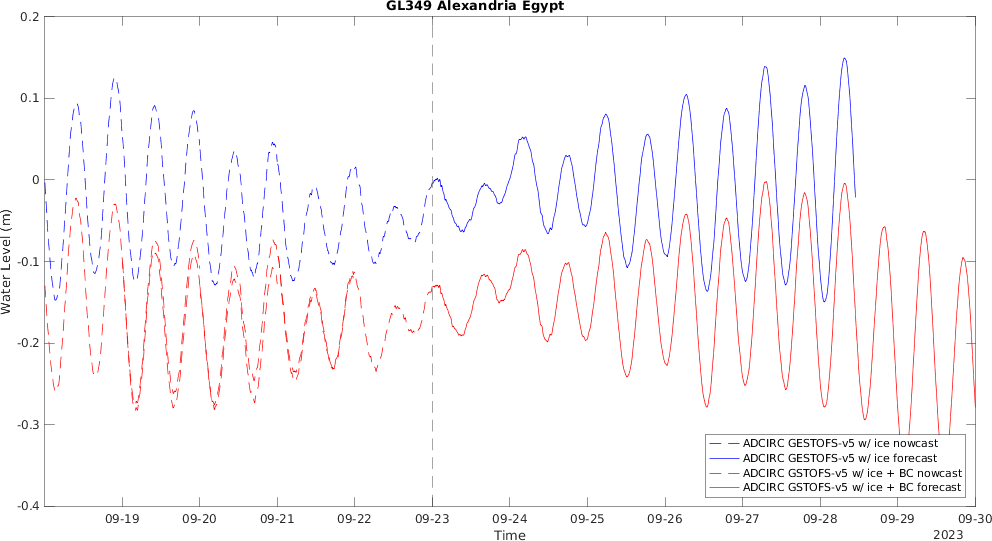 GL349 Alexandria Egypt
0.2
0.1
0
-0.1
-0.2
-0.3
-0.4
Water Level (m)
09-19 09-20 09-21 09-22 09-23 09-24 09-25 09-26 09-27 09-28 09-29 09-30
Time
2023
ADCIRC GESTOFS-v5 w/ ice nowcast
ADCIRC GESTOFS-v5 w/ ice forecast
ADCIRC GSTOFS-v5 w/ ice + BC nowcast
ADCIRC GSTOFS-v5 w/ ice + BC forecast